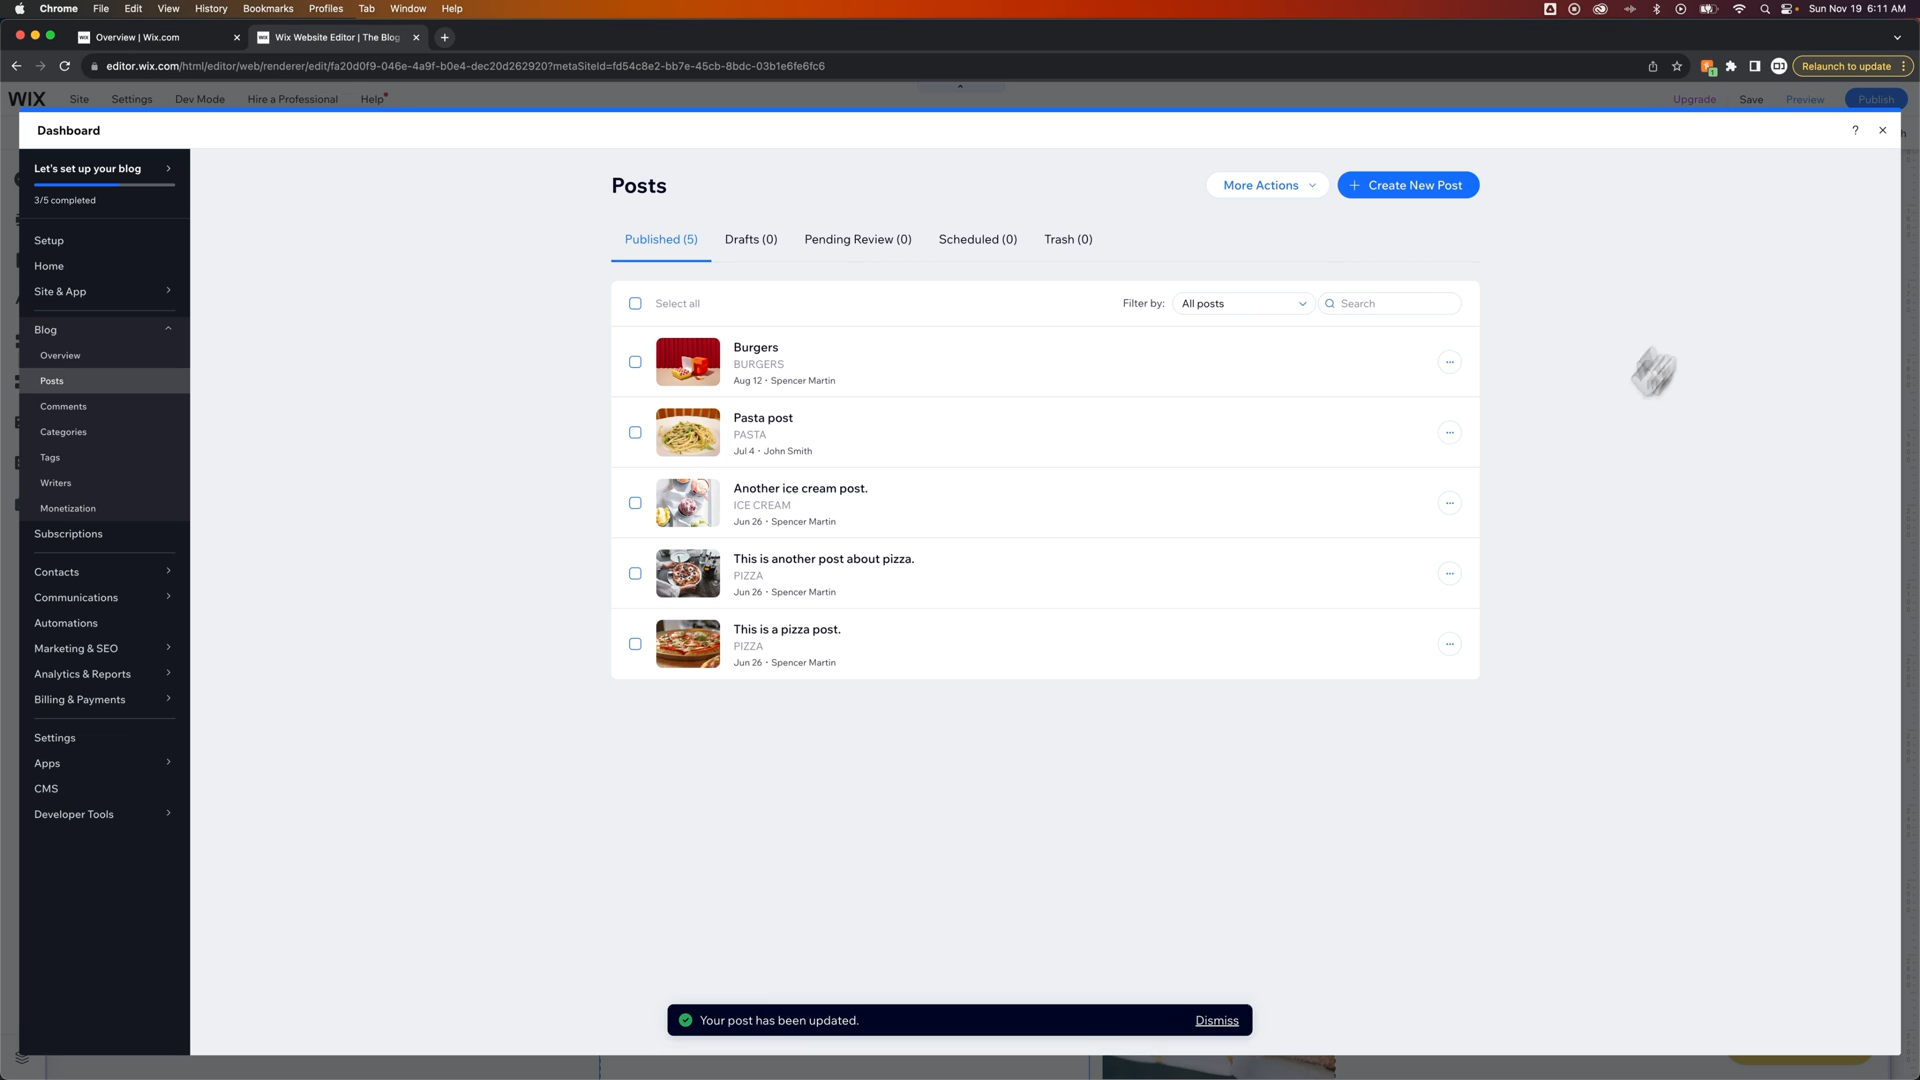 Chrome File Edit View History Bookmarks Profiles Tab Window Help Sun Nov 19 6:11 AM
WIX Overview | Wix.com WIX Wix Website Editor | The Blog
editor.wix.com/html/editor/web/renderer/edit/fa20d0f9-046e-4a9f-b0e4-dec20d262920?metaSiteId=fd54c8e2-bb7e-45cb-8bdc-03b1e6fe6fc6 1 Relaunch to update
WIX Site Settings Dev Mode Hire a Professional Help Upgrade Save Preview Publish
Dashboard ?
Let's set up your blog
3/5 completed
Setup
Home
Site & App
Blog
Overview
Posts
Comments
Categories
Tags
Writers
Monetization
Subscriptions
Contacts
Communications
Automations
Marketing & SEO
Analytics & Reports
Billing & Payments
Settings
Apps
CMS
Developer Tools
Posts More Actions + Create New Post
Published (5) Drafts (0) Pending Review (0) Scheduled (0) Trash (0)
Select all Filter by: All posts Search
Burgers
BURGERS
Aug 12 · Spencer Martin
Pasta post
PASTA
Jul 4 · John Smith
Another ice cream post.
ICE CREAM
Jun 26 · Spencer Martin
This is another post about pizza.
PIZZA
Jun 26 · Spencer Martin
This is a pizza post.
PIZZA
Jun 26 · Spencer Martin
Your post has been updated. Dismiss